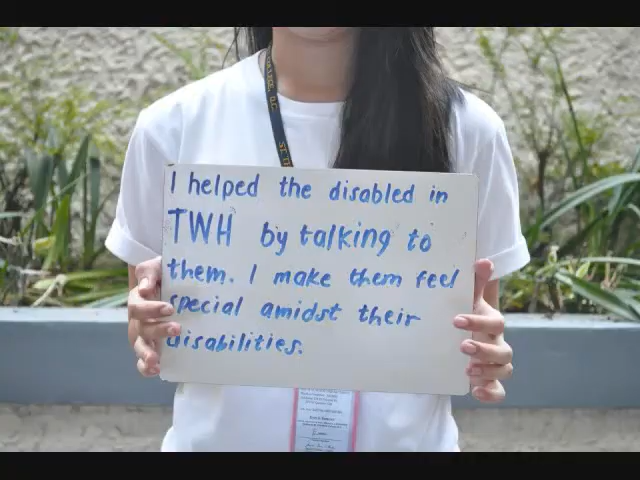 I helped the disabled in
TWH by talking to
them. I make them feel
special amidst their
disabilities.